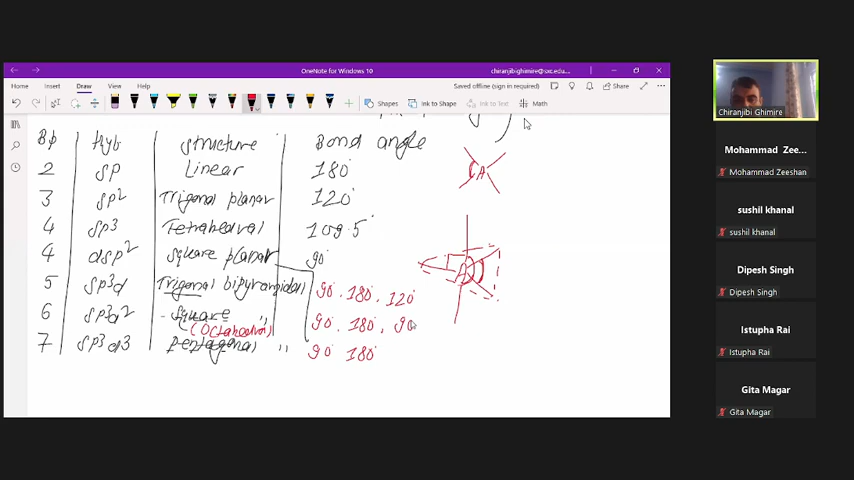 OneNote for Windows 10
chiranjibighimire@sxc.edu...
Home Insert Draw View Help
Saved offline (sign in required) Share
Shapes Ink to Shape Ink to Text Math
Bp Hyb structure Bond angle
2 sp Linear 180°
3 sp2 Trigonal planar 120°
4 sp3 Tetrahedral 109.5°
4 dsp2 square planar 90°
5 sp3d Trigonal bipyramidal 90°, 180°, 120°
6 sp3d2 Square " 90°, 180°, 90
(Octahedral)
7 sp3d3 pentagonal " 90° 180°
A
A
Chiranjibi Ghimire
Mohammad Zee...
Mohammad Zeeshan
sushil khanal
sushil khanal
Dipesh Singh
Dipesh Singh
Istupha Rai
Istupha Rai
Gita Magar
Gita Magar